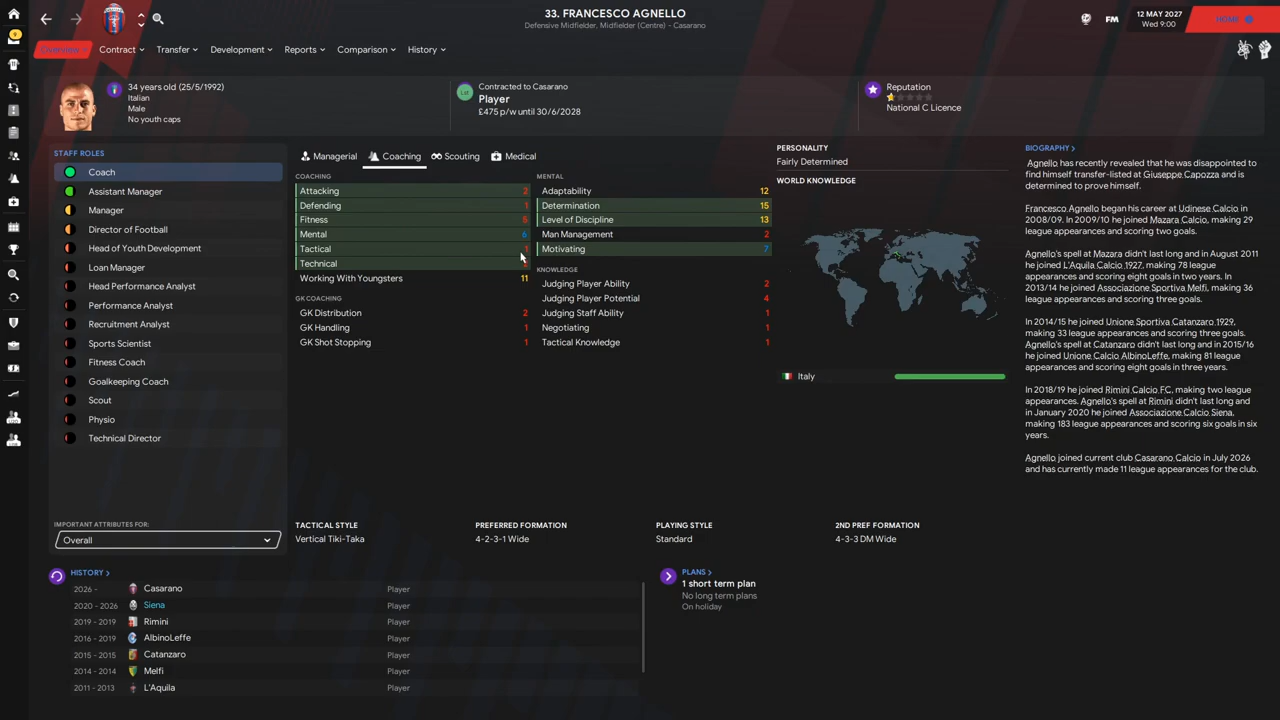 33. FRANCESCO AGNELLO
Defensive Midfielder, Midfielder (Centre) - Casarano
FM
12 MAY 2027
Wed 9:00
HOME
Overview
Contract
Transfer
Development
Reports
Comparison
History
34 years old (25/5/1992)
Italian
Male
No youth caps
Contracted to Casarano
Player
£475 p/w until 30/6/2028
Reputation
National C Licence
STAFF ROLES
Coach
Assistant Manager
Manager
Director of Football
Head of Youth Development
Loan Manager
Head Performance Analyst
Performance Analyst
Recruitment Analyst
Sports Scientist
Fitness Coach
Goalkeeping Coach
Scout
Physio
Technical Director
IMPORTANT ATTRIBUTES FOR:
Overall
Managerial
Coaching
Scouting
Medical
COACHING
Attacking 2
Defending 1
Fitness 5
Mental 6
Tactical 1
Technical
Working With Youngsters 11
GK COACHING
GK Distribution 2
GK Handling 1
GK Shot Stopping 1
MENTAL
Adaptability 12
Determination 15
Level of Discipline 13
Man Management 2
Motivating 7
KNOWLEDGE
Judging Player Ability 2
Judging Player Potential 4
Judging Staff Ability 1
Negotiating 1
Tactical Knowledge 1
PERSONALITY
Fairly Determined
WORLD KNOWLEDGE
Italy
BIOGRAPHY
Agnello has recently revealed that he was disappointed to
find himself transfer-listed at Giuseppe Capozza and is
determined to prove himself.
Francesco Agnello began his career at Udinese Calcio in
2008/09. In 2009/10 he joined Mazara Calcio, making 29
league appearances and scoring two goals.
Agnello's spell at Mazara didn't last long and in August 2011
he joined L'Aquila Calcio 1927, making 78 league
appearances and scoring eight goals in two years. In
2013/14 he joined Associazione Sportiva Melfi, making 36
league appearances and scoring three goals.
In 2014/15 he joined Unione Sportiva Catanzaro 1929,
making 33 league appearances and scoring three goals.
Agnello's spell at Catanzaro didn't last long and in 2015/16
he joined Unione Calcio AlbinoLeffe, making 81 league
appearances and scoring eight goals in three years.
In 2018/19 he joined Rimini Calcio FC, making two league
appearances. Agnello's spell at Rimini didn't last long and
in January 2020 he joined Associazione Calcio Siena,
making 183 league appearances and scoring six goals in six
years.
Agnello joined current club Casarano Calcio in July 2026
and has currently made 11 league appearances for the club.
TACTICAL STYLE
Vertical Tiki-Taka
PREFERRED FORMATION
4-2-3-1 Wide
PLAYING STYLE
Standard
2ND PREF FORMATION
4-3-3 DM Wide
HISTORY
2026 - Casarano Player
2020 - 2026 Siena Player
2019 - 2019 Rimini Player
2016 - 2019 AlbinoLeffe Player
2015 - 2015 Catanzaro Player
2014 - 2014 Melfi Player
2011 - 2013 L'Aquila Player
PLANS
1 short term plan
No long term plans
On holiday